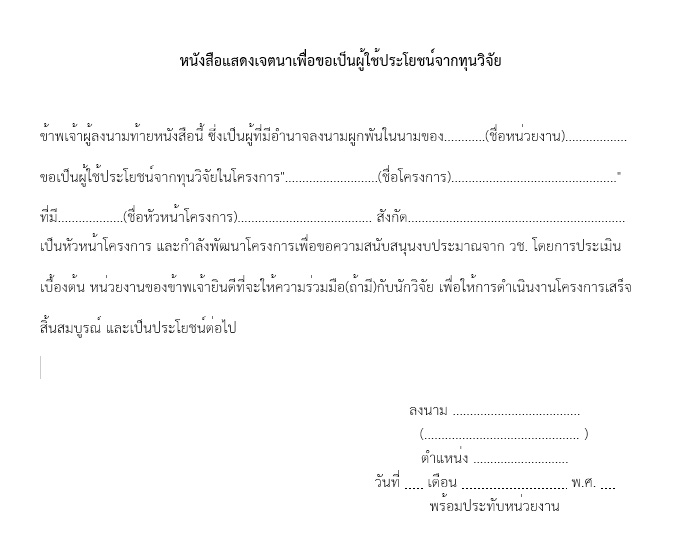 หนังสือแสดงเจตนาเพื่อขอเป็นผู้ใช้ประโยชน์จากทุนวิจัย
ข้าพเจ้าผู้ลงนามท้ายหนังสือนี้ ซึ่งเป็นผู้ที่มีอำนาจลงนามผูกพันในนามของ............(ชื่อหน่วยงาน)..................
ขอเป็นผู้ใช้ประโยชน์จากทุนวิจัยในโครงการ"...........................(ชื่อโครงการ)................................................"
ที่มี...................(ชื่อหัวหน้าโครงการ)....................................... สังกัด...............................................................
เป็นหัวหน้าโครงการ และกำลังพัฒนาโครงการเพื่อขอความสนับสนุนงบประมาณจาก วช. โดยการประเมิน
เบื้องต้น หน่วยงานของข้าพเจ้ายินดีที่จะให้ความร่วมมือ(ถ้ามี)กับนักวิจัย เพื่อให้การดำเนินงานโครงการเสร็จ
สิ้นสมบูรณ์ และเป็นประโยชน์ต่อไป
ลงนาม .....................................
(............................................. )
ตำแหน่ง ............................
วันที่ ..... เดือน ............................... พ.ศ. ....
พร้อมประทับหน่วยงาน